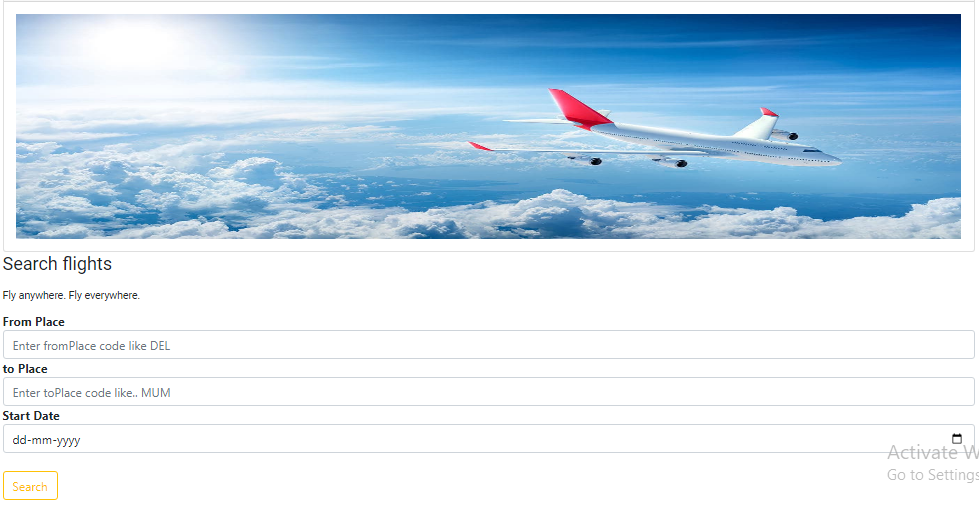 Search flights
Fly anywhere. Fly everywhere.
From Place
Enter fromPlace code like DEL
to Place
Enter toPlace code like.. MUM
Start Date
dd-mm-yyyy
Activate W
Go to Settings
Search